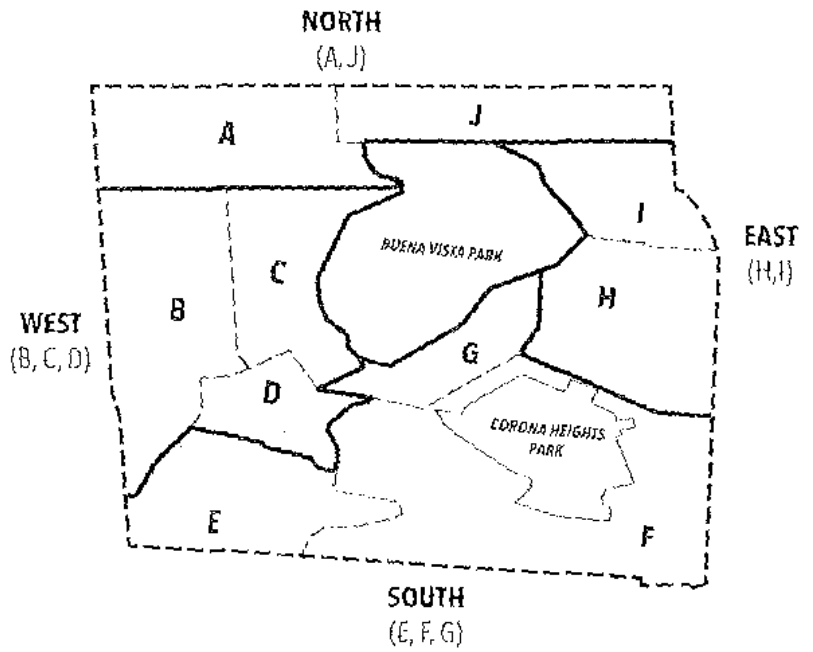 NORTH
(A, J)
J
A
I
BUENA VISTA PARK
EAST
(H,I)
C
H
B
WEST
(B, C, D)
G
D
CORONA HEIGHTS
PARK
E
F
SOUTH
(E, F, G)